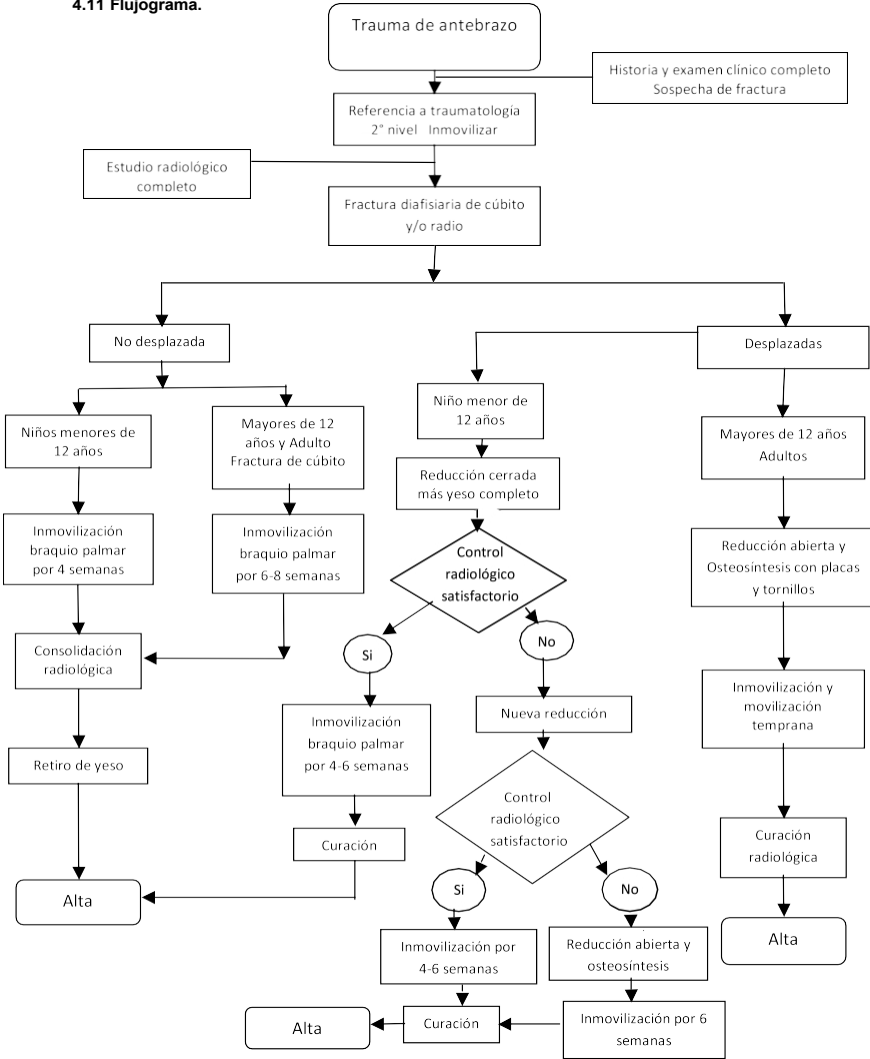 4.11 Flujograma.
Trauma de antebrazo
Historia y examen clínico completo
Sospecha de fractura
Referencia a traumatología
2° nivel Inmovilizar
Estudio radiológico
completo
Fractura diafisiaria de cúbito
y/o radio
No desplazada
Desplazadas
Niños menores de
12 años
Mayores de 12
años y Adulto
Fractura de cúbito
Niño menor de
12 años
Mayores de 12 años
Adultos
Reducción cerrada
más yeso completo
Inmovilización
braquio palmar
por 4 semanas
Inmovilización
braquio palmar
por 6-8 semanas
Control
radiológico
satisfactorio
Reducción abierta y
Osteosíntesis con placas
y tornillos
Si
No
Consolidación
radiológica
Inmovilización
braquio palmar
por 4-6 semanas
Nueva reducción
Inmovilización y
movilización
temprana
Retiro de yeso
Control
radiológico
satisfactorio
Curación
Curación
radiológica
Alta
Si
No
Alta
Inmovilización por
4-6 semanas
Reducción abierta y
osteosíntesis
Alta
Curación
Inmovilización por 6
semanas